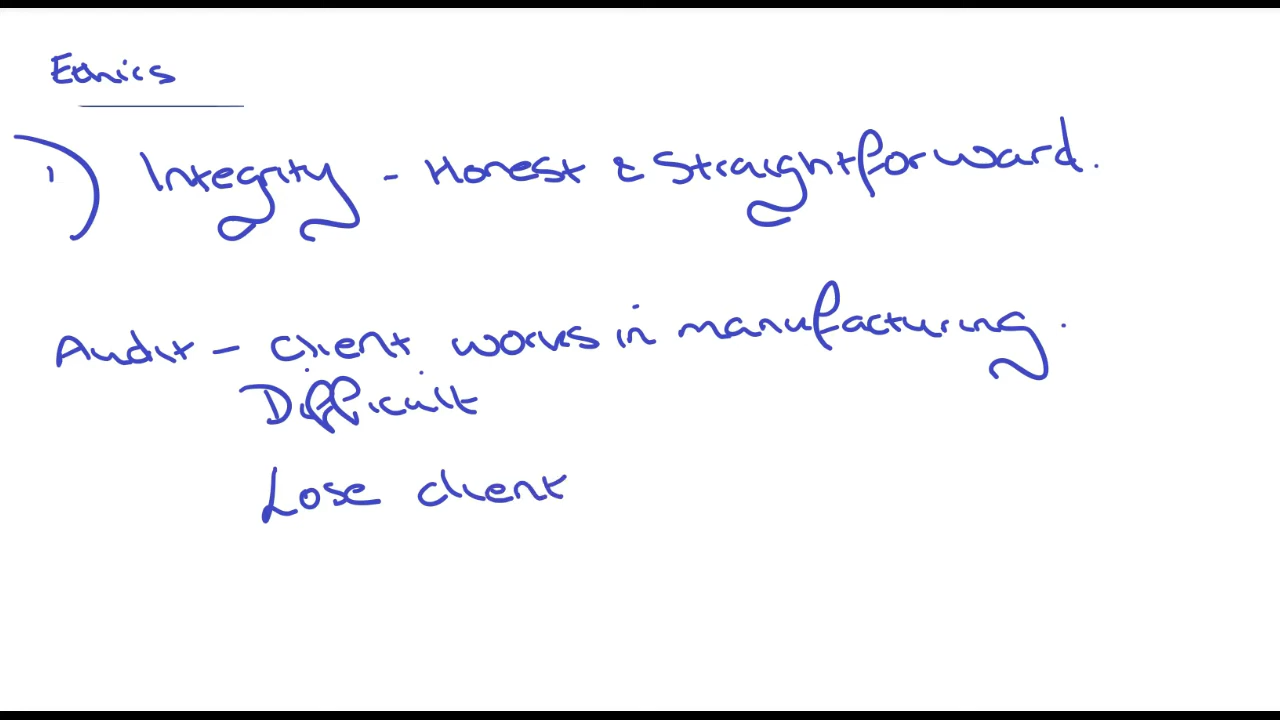 Ethics
1) Integrity - Honest & Straightforward.
Audit - client works in manufacturing.
Difficult
Lose client